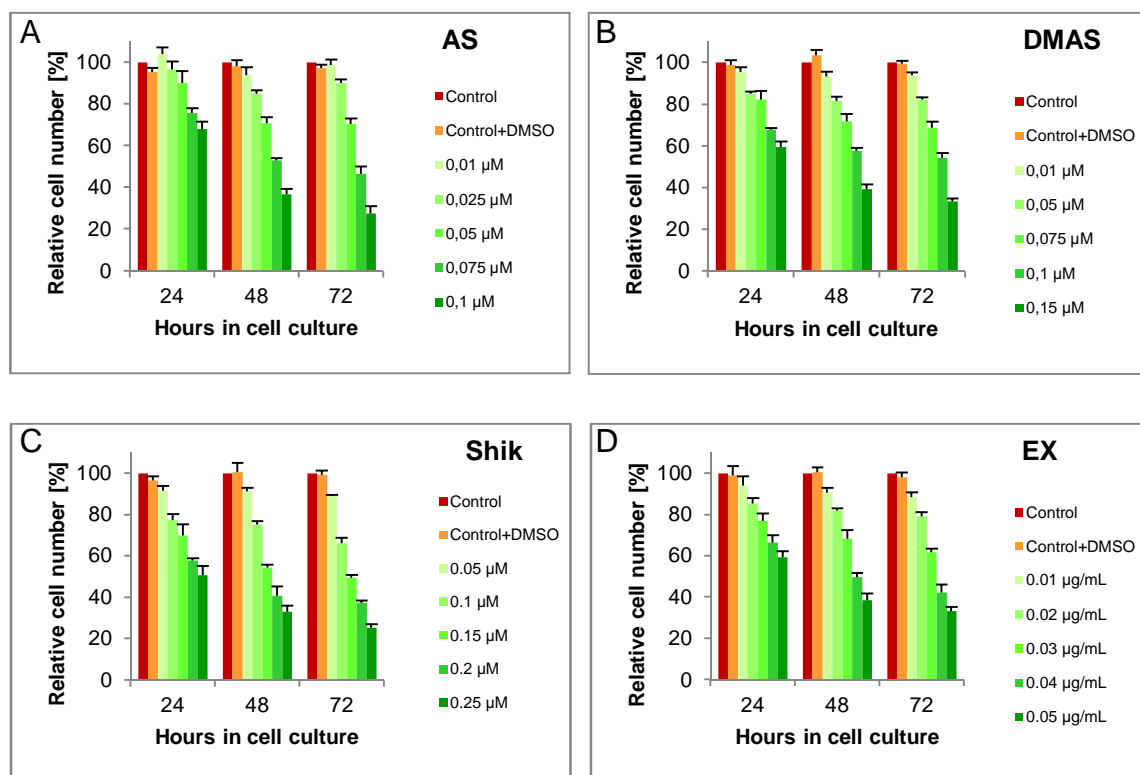 A
AS
Relative cell number [%]
100
80
60
40
20
0
24 48 72
Hours in cell culture
Control
Control+DMSO
0,01 µM
0,025 µM
0,05 µM
0,075 µM
0,1 µM
B
DMAS
Relative cell number [%]
100
80
60
40
20
0
24 48 72
Hours in cell culture
Control
Control+DMSO
0,01 µM
0,05 µM
0,075 µM
0,1 µM
0,15 µM
C
Shik
Relative cell number [%]
100
80
60
40
20
0
24 48 72
Hours in cell culture
Control
Control+DMSO
0.05 µM
0.1 µM
0.15 µM
0.2 µM
0.25 µM
D
EX
Relative cell number [%]
100
80
60
40
20
0
24 48 72
Hours in cell culture
Control
Control+DMSO
0.01 µg/mL
0.02 µg/mL
0.03 µg/mL
0.04 µg/mL
0.05 µg/mL